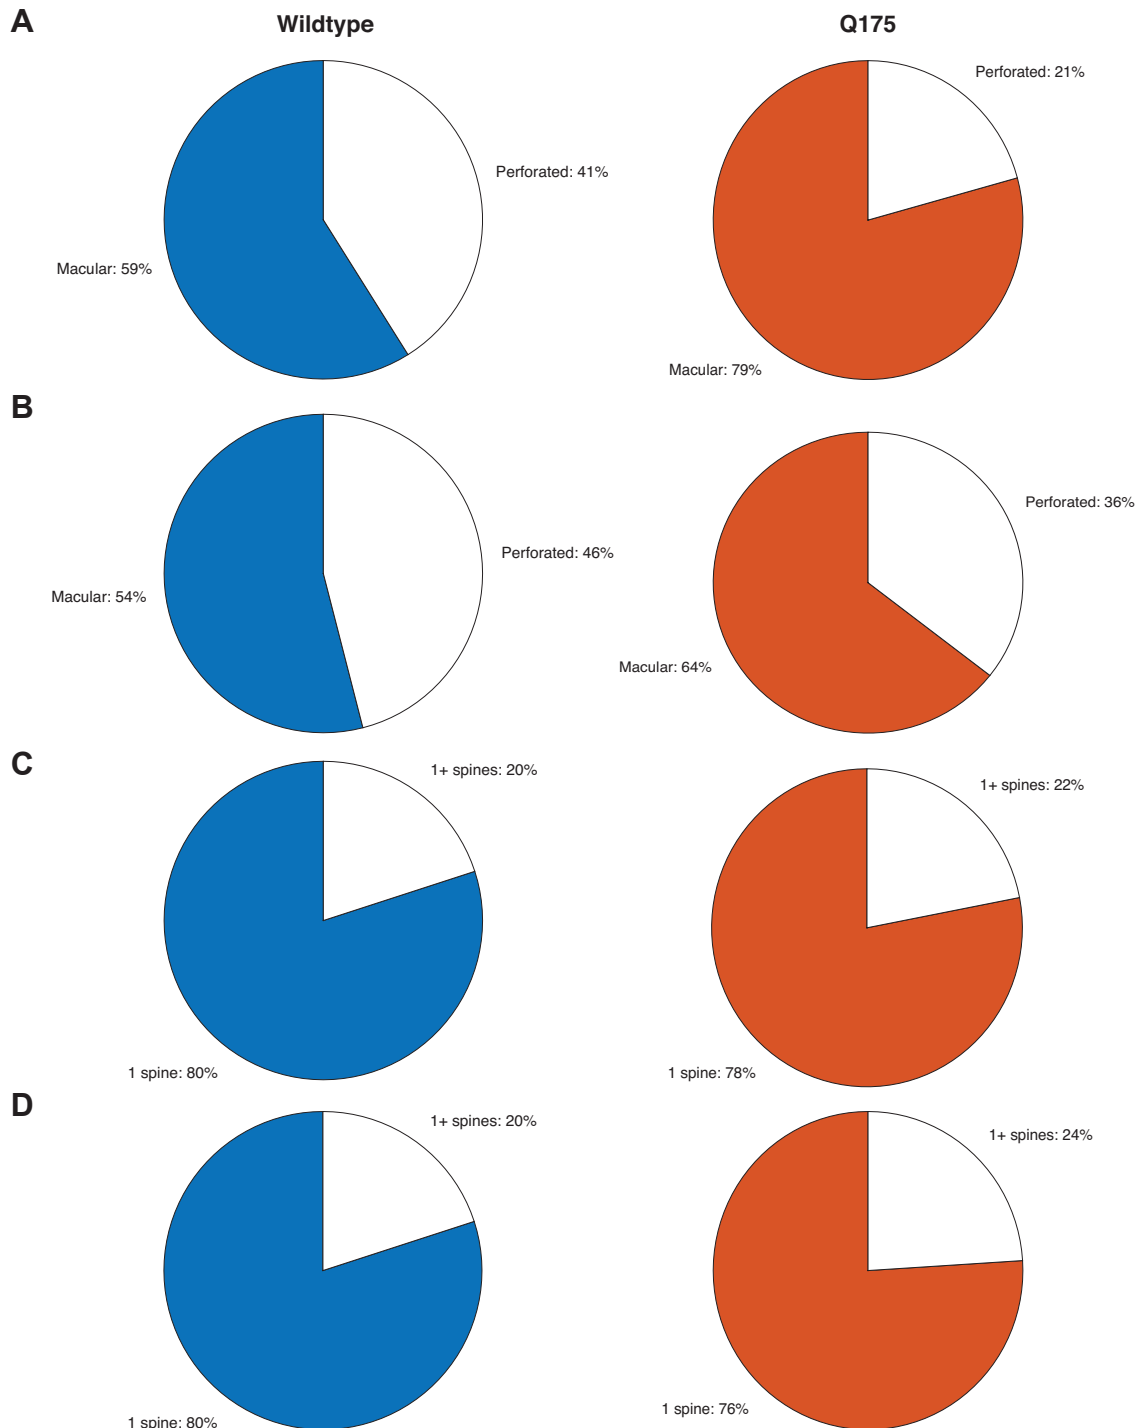 A
Wildtype
Q175
Perforated: 21%
Perforated: 41%
Macular: 59%
Macular: 79%
B
Perforated: 36%
Perforated: 46%
Macular: 54%
Macular: 64%
C
1+ spines: 20%
1+ spines: 22%
1 spine: 80%
1 spine: 78%
D
1+ spines: 20%
1+ spines: 24%
1 spine: 80%
1 spine: 76%